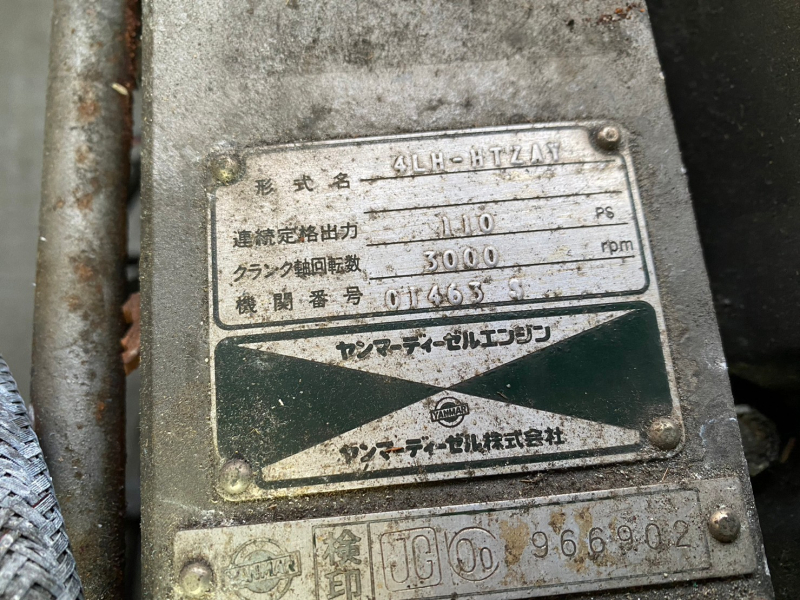 形式名 4LH-HTZAY
連続定格出力 110 PS
クランク軸回転数 3000 rpm
機関番号 01463 S
ヤンマーディーゼルエンジン
YANMAR
ヤンマーディーゼル株式会社
YANMAR 検印 JG 966902